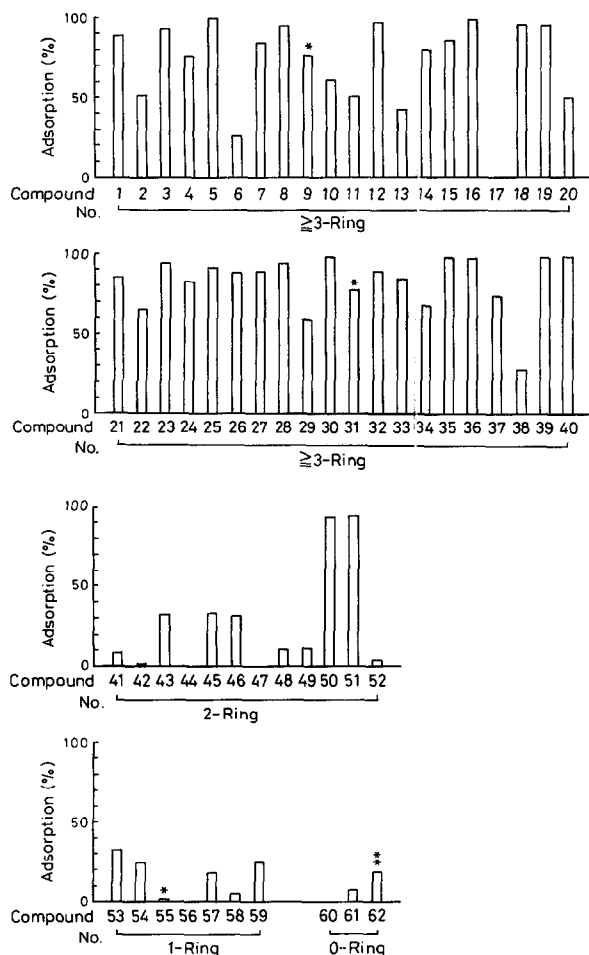 Adsorption (%)
100
50
0
*
Compound 1 2 3 4 5 6 7 8 9 10 11 12 13 14 15 16 17 18 19 20
No.
≧3-Ring
Adsorption (%)
100
50
0
*
Compound 21 22 23 24 25 26 27 28 29 30 31 32 33 34 35 36 37 38 39 40
No.
≧3-Ring
Adsorption (%)
100
50
0
Compound 41 42 43 44 45 46 47 48 49 50 51 52
No.
2-Ring
Adsorption (%)
100
50
0
*
**
Compound 53 54 55 56 57 58 59 60 61 62
No.
1-Ring 0-Ring